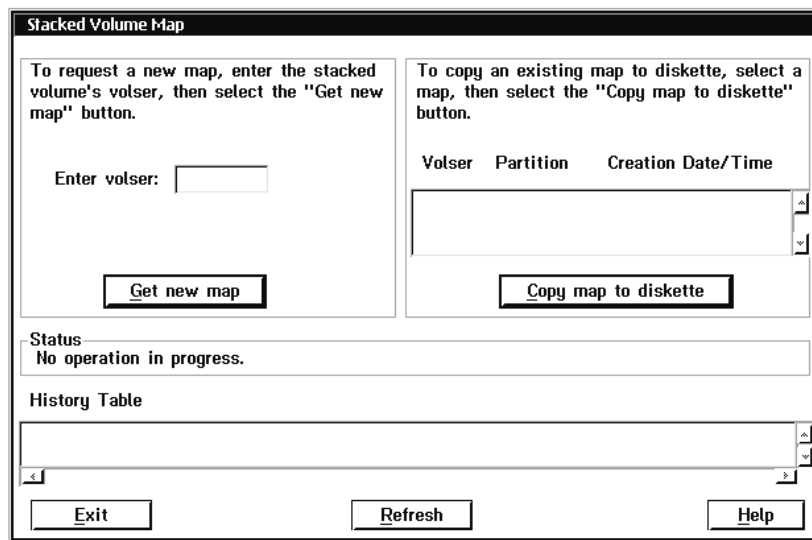 Stacked Volume Map
To request a new map, enter the stacked
volume's volser, then select the "Get new
map" button.
Enter volser:
Get new map
To copy an existing map to diskette, select a
map, then select the "Copy map to diskette"
button.
Volser Partition Creation Date/Time
Copy map to diskette
Status
No operation in progress.
History Table
Exit Refresh Help